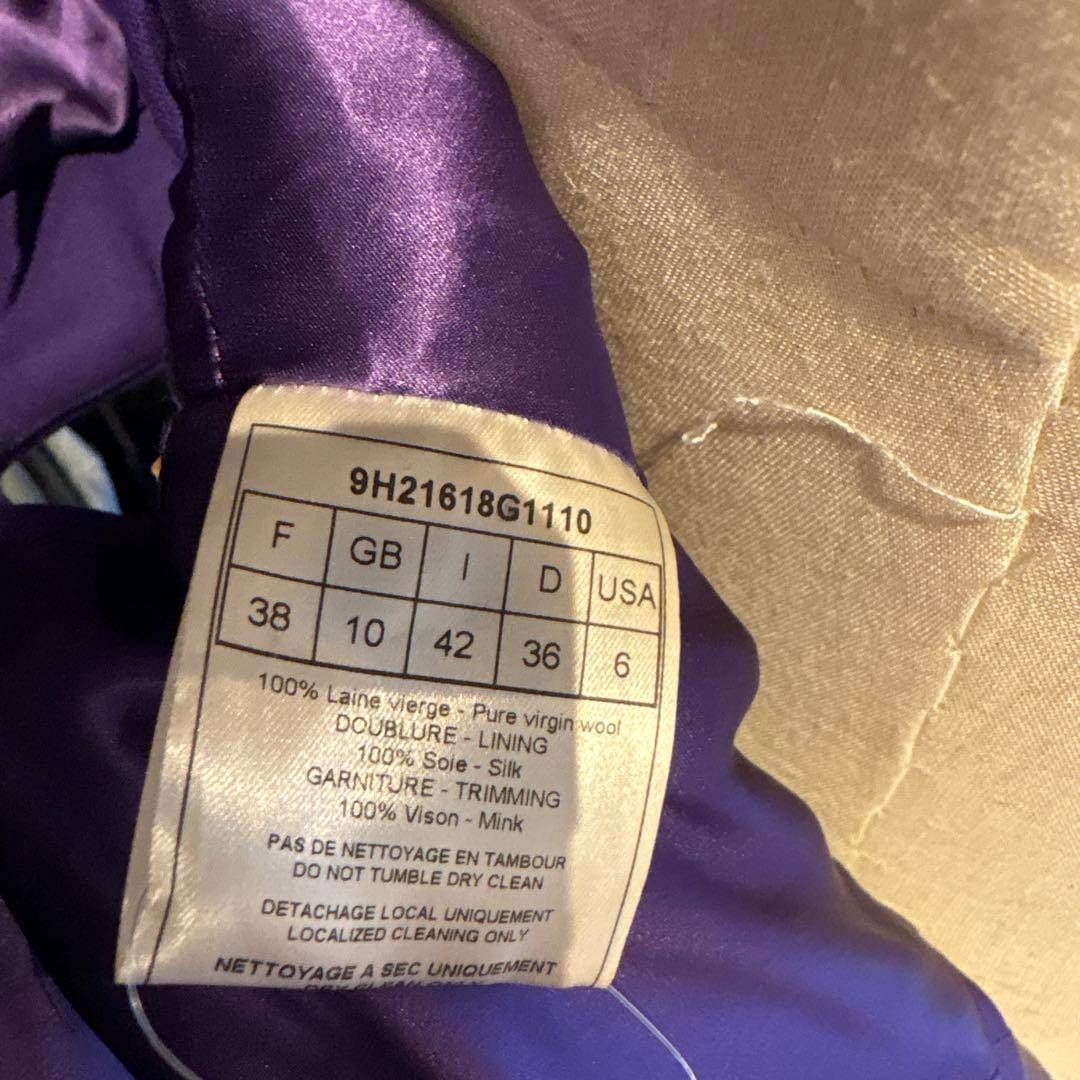 9H21618G1110
F GB I D USA
38 10 42 36 6
100% Laine vierge - Pure virgin wool
DOUBLURE - LINING
100% Soie - Silk
GARNITURE - TRIMMING
100% Vison - Mink
PAS DE NETTOYAGE EN TAMBOUR
DO NOT TUMBLE DRY CLEAN
DETACHAGE LOCAL UNIQUEMENT
LOCALIZED CLEANING ONLY
NETTOYAGE A SEC UNIQUEMENT